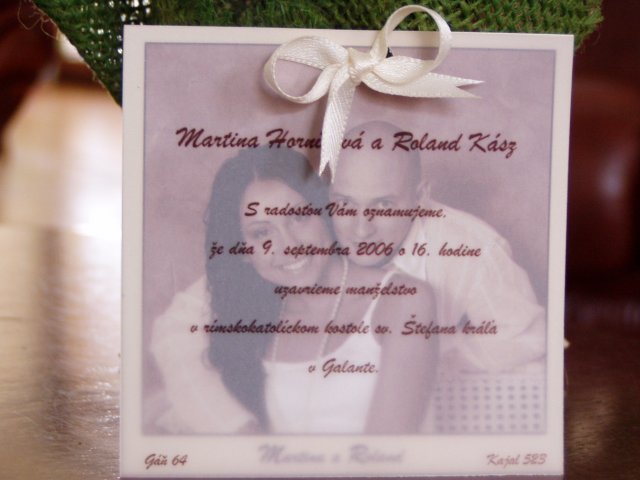 Martina a Roland Kász
S radosťou Vám oznamujeme,
že dňa 9. septembra 2006 o 16. hodine
uzavrieme manželstvo
v rímskokatolíckom kostole sv. Štefana kráľa
v Galante.
Martina a Roland
Gáň 64
Kajal 523